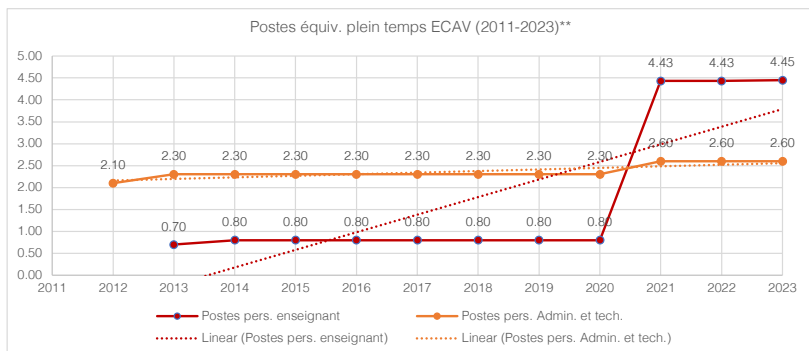 Postes équiv. plein temps ECAV (2011-2023)**
5.00
4.50
4.00
3.50
3.00
2.50
2.00
1.50
1.00
0.50
0.00
4.43 4.43 4.45
2.10 2.30 2.30 2.30 2.30 2.30 2.30 2.30 2.30 2.60 2.60 2.60
0.70 0.80 0.80 0.80 0.80 0.80 0.80 0.80
2011 2012 2013 2014 2015 2016 2017 2018 2019 2020 2021 2022 2023
Postes pers. enseignant Postes pers. Admin. et tech.
Linear (Postes pers. enseignant) Linear (Postes pers. Admin. et tech.)